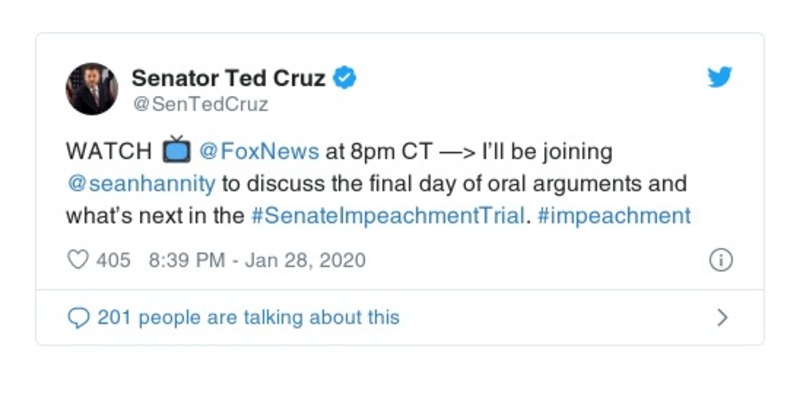 Senator Ted Cruz
@SenTedCruz
WATCH 📺 @FoxNews at 8pm CT —> I’ll be joining
@seanhannity to discuss the final day of oral arguments and
what’s next in the #SenateImpeachmentTrial. #impeachment
405 8:39 PM - Jan 28, 2020
201 people are talking about this